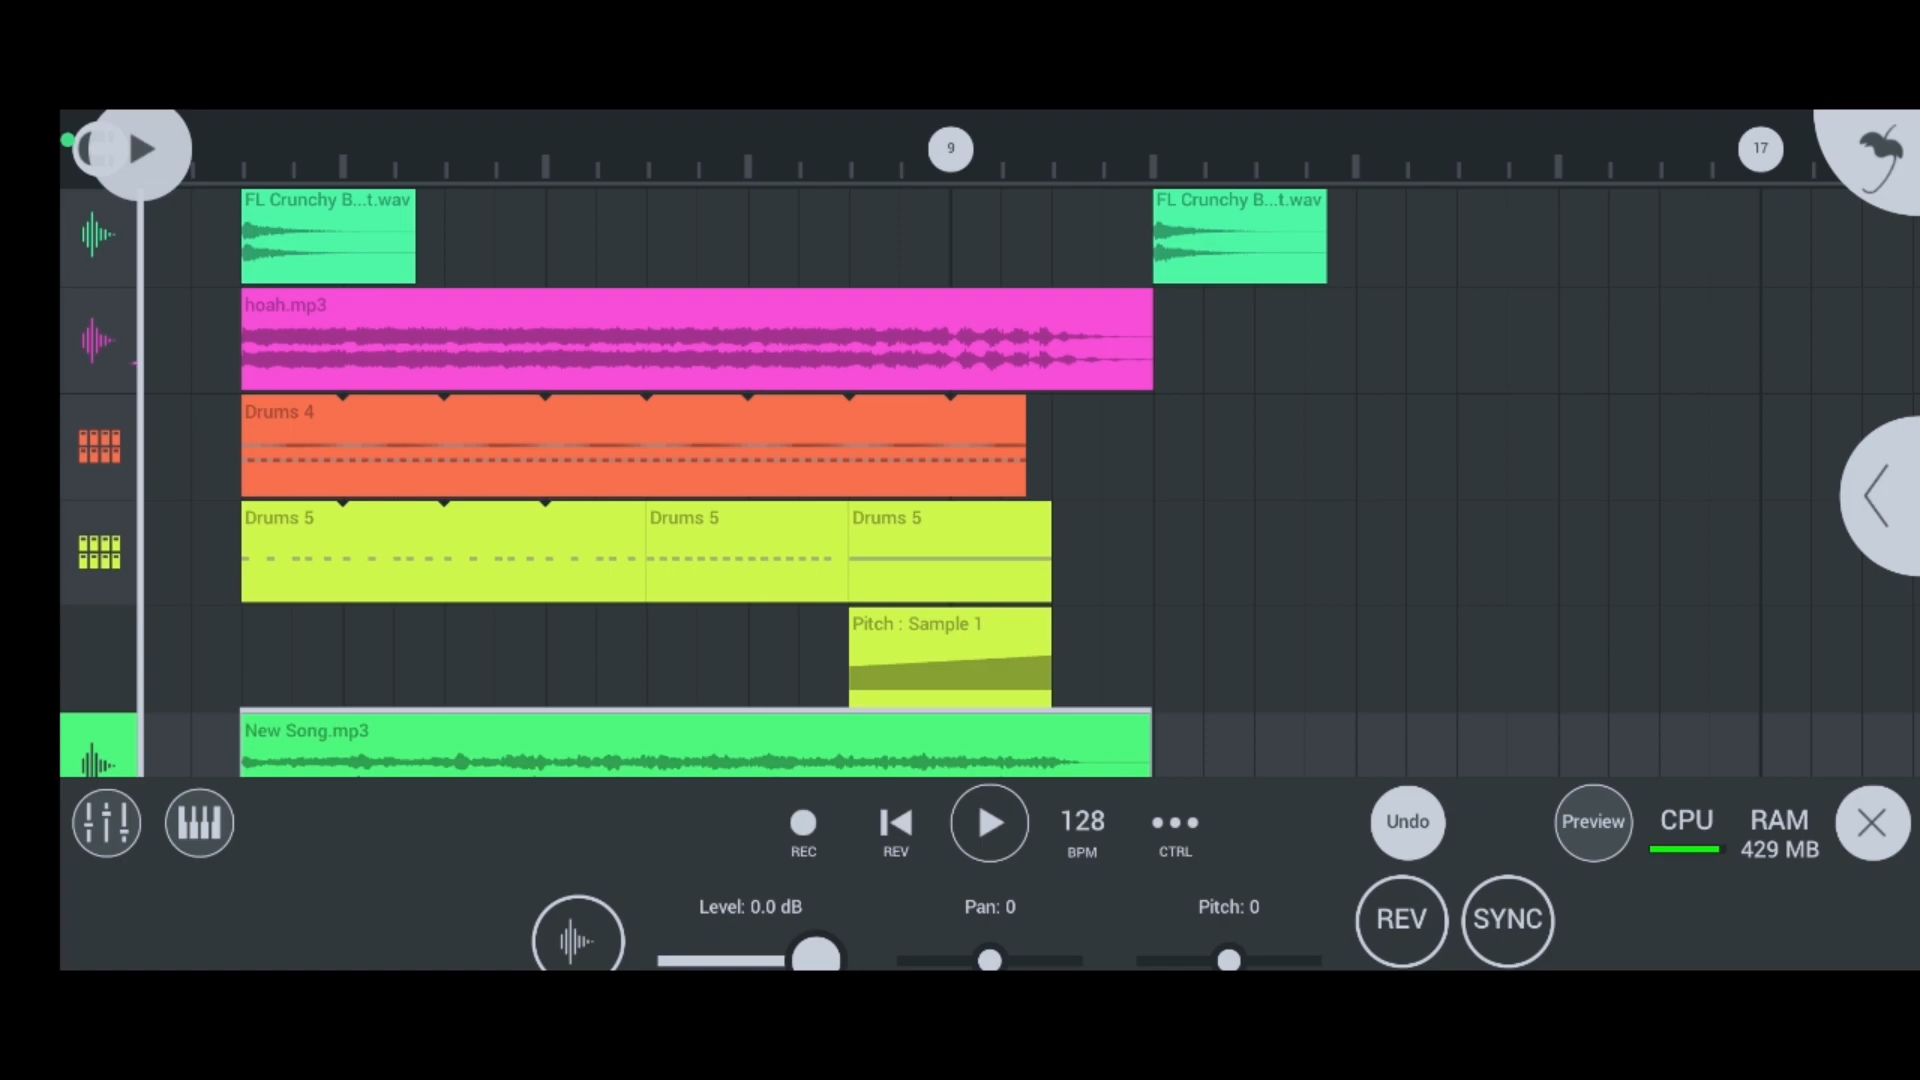 9
17
FL Crunchy B...t.wav
FL Crunchy B...t.wav
hoah.mp3
Drums 4
Drums 5
Drums 5
Drums 5
Pitch : Sample 1
New Song.mp3
REC
REV
128
BPM
CTRL
Undo
Preview
CPU
RAM
429 MB
Level: 0.0 dB
Pan: 0
Pitch: 0
REV
SYNC